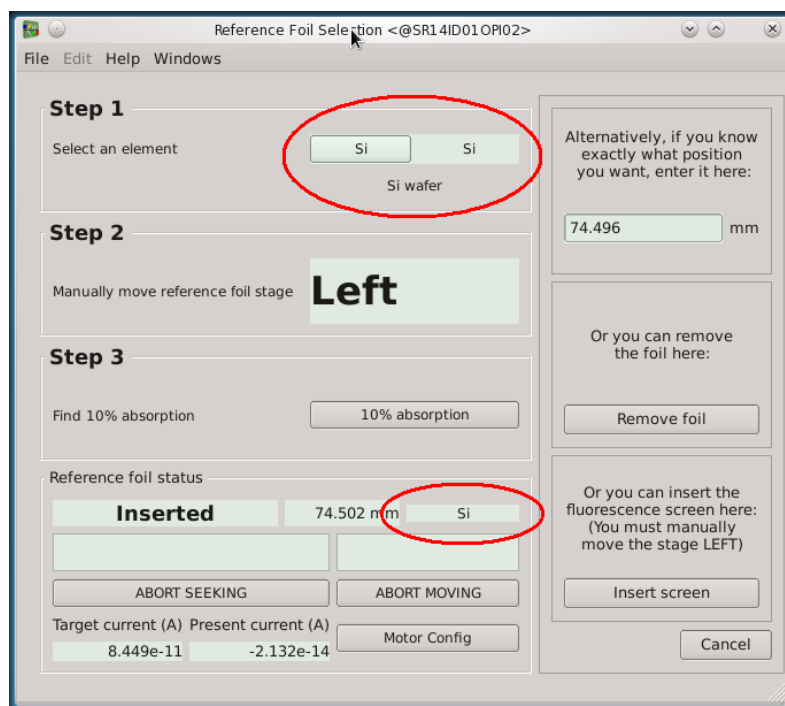 Reference Foil Selection <@SR14ID01OPI02>
File Edit Help Windows
Step 1
Select an element
Si
Si
Si wafer
Step 2
Manually move reference foil stage
Left
Step 3
Find 10% absorption
10% absorption
Reference foil status
Inserted
74.502 mm
Si
ABORT SEEKING
ABORT MOVING
Target current (A)
Present current (A)
8.449e-11
-2.132e-14
Motor Config
Alternatively, if you know
exactly what position
you want, enter it here:
74.496
mm
Or you can remove
the foil here:
Remove foil
Or you can insert the
fluorescence screen here:
(You must manually
move the stage LEFT)
Insert screen
Cancel